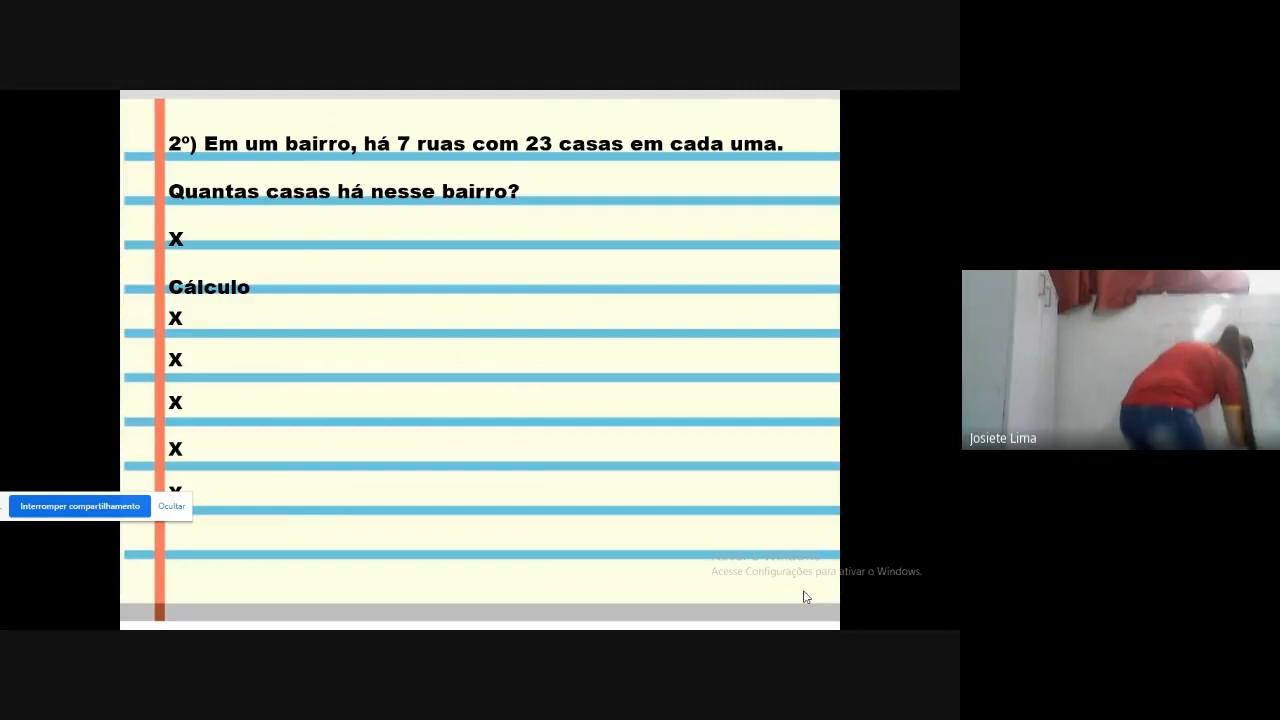 2º) Em um bairro, há 7 ruas com 23 casas em cada uma.
Quantas casas há nesse bairro?
X
Cálculo
X
X
X
X
X
Interromper compartilhamento Ocultar
Acesse Configurações para ativar o Windows.
Josiete Lima